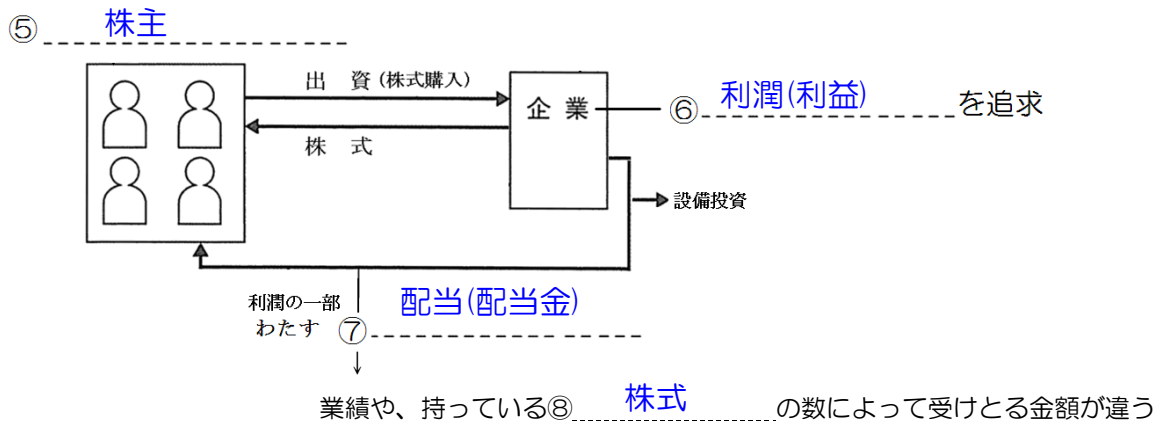 ⑤ 株主
出 資 (株式購入)
株 式
企 業
⑥ 利潤(利益) を追求
設備投資
利潤の一部
わたす
⑦ 配当(配当金)
業績や、持っている⑧ 株式 の数によって受けとる金額が違う